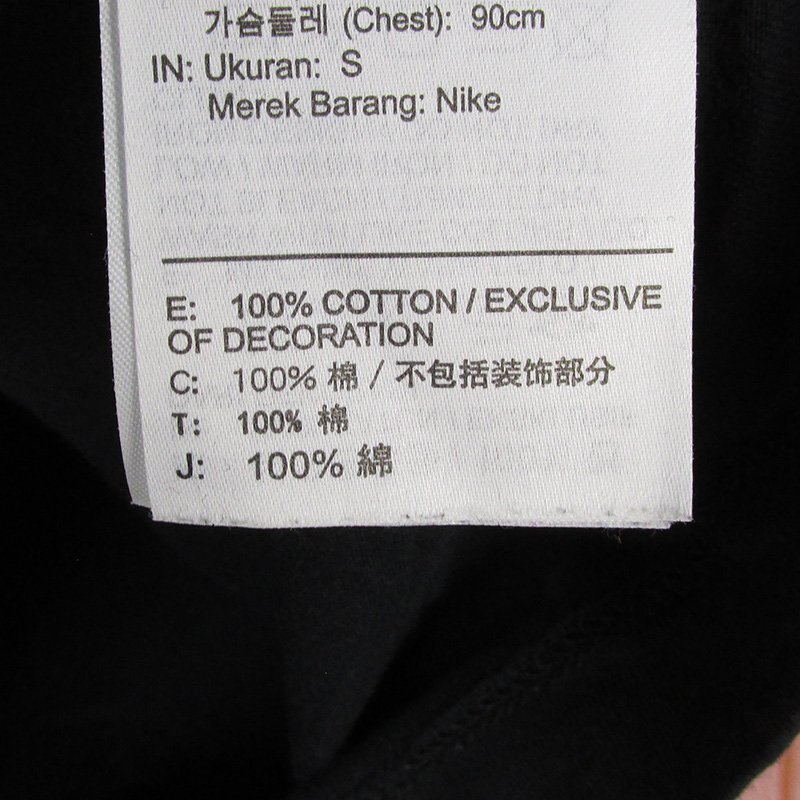 가슴둘레 (Chest): 90cm
IN: Ukuran: S
Merek Barang: Nike
E: 100% COTTON / EXCLUSIVE
OF DECORATION
C: 100% 棉 / 不包括装饰部分
T: 100% 棉
J: 100% 綿